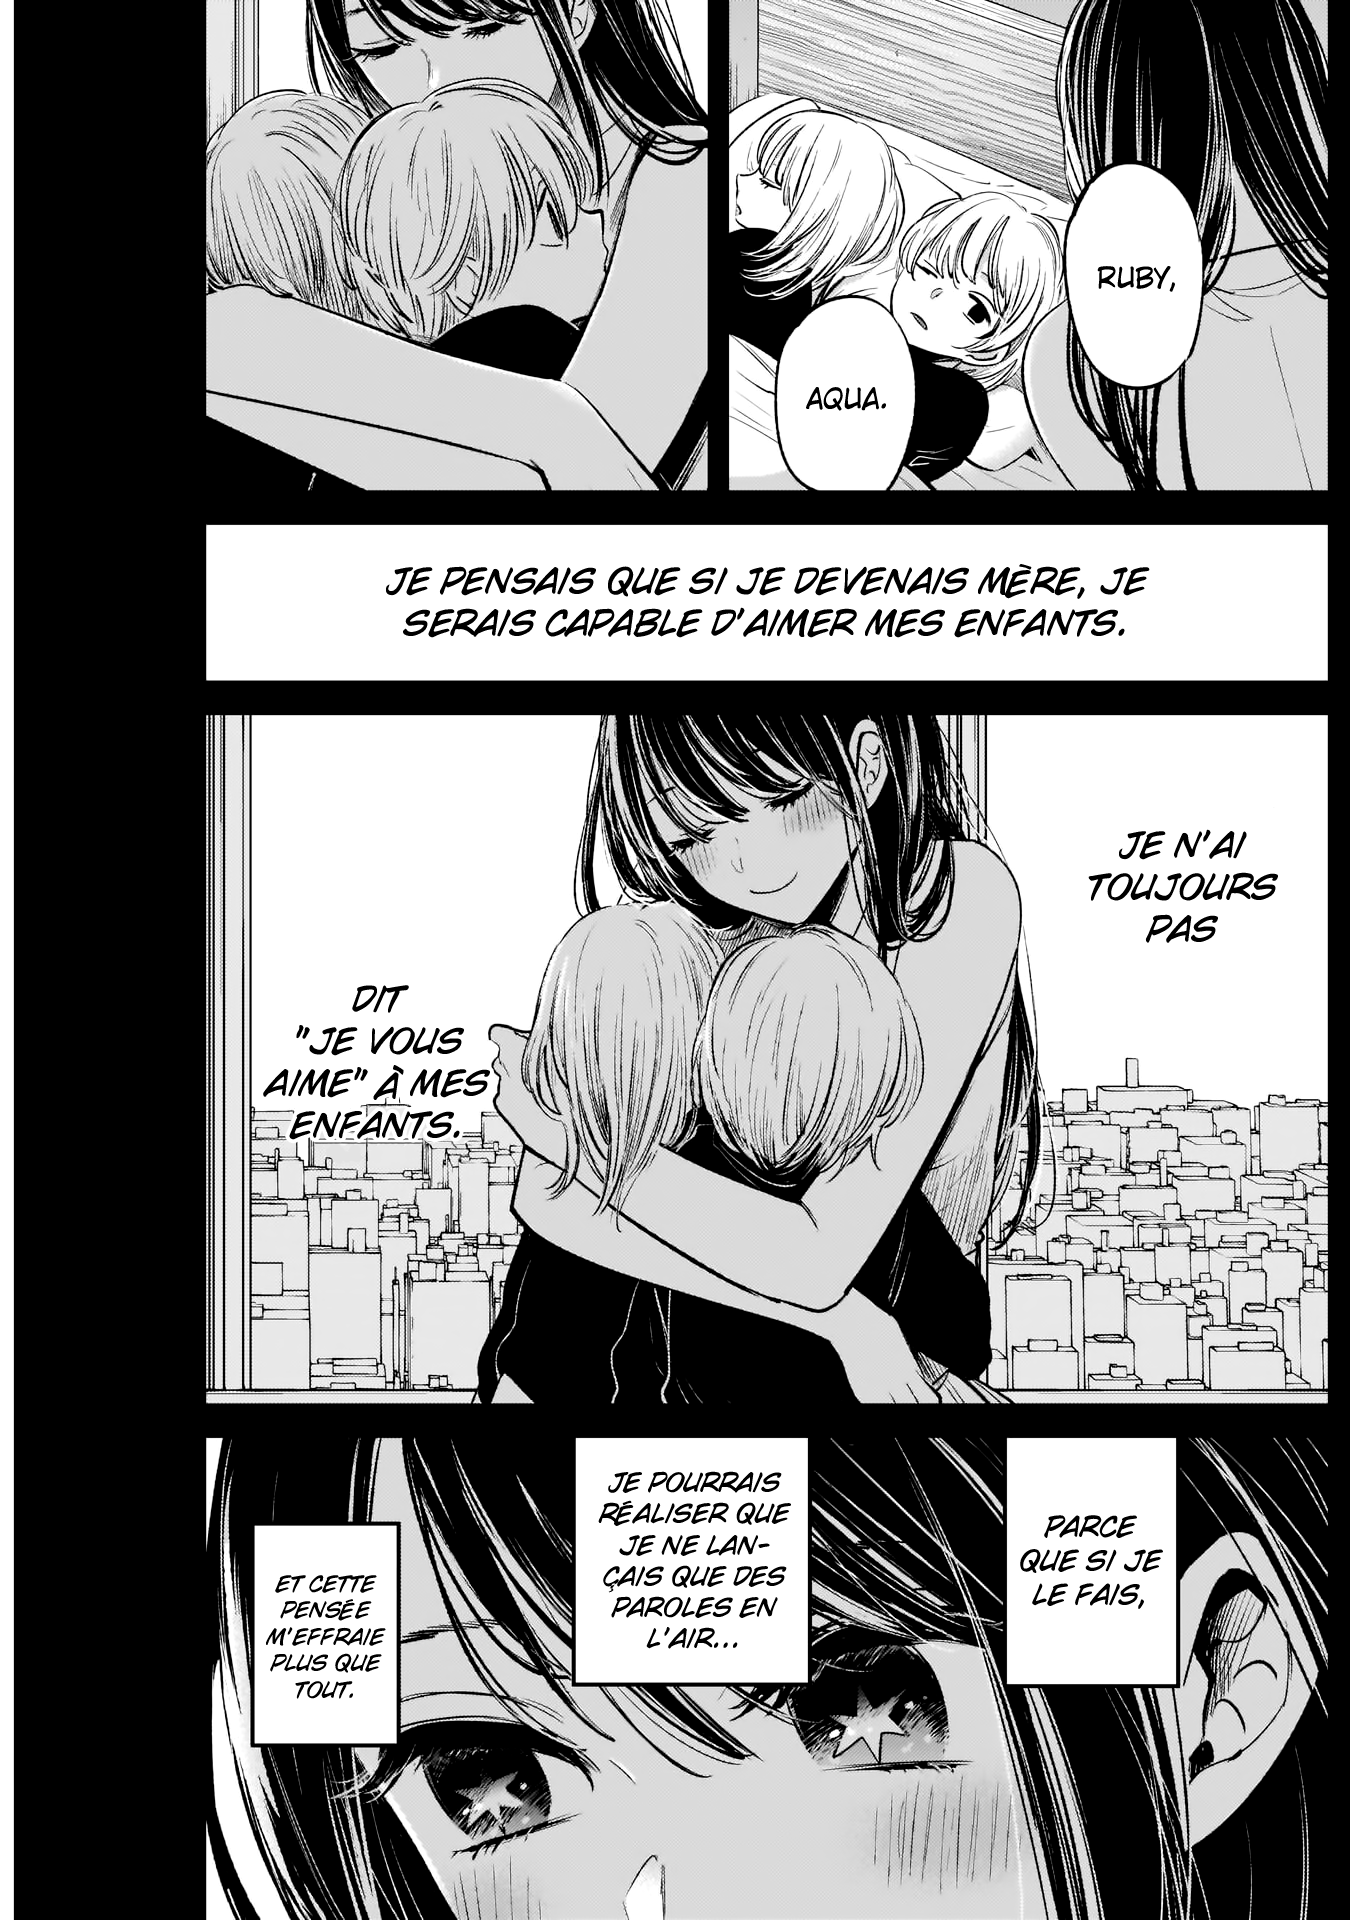 RUBY,
AQUA.
JE PENSAIS QUE SI JE DEVENAIS MÈRE, JE
SERAIS CAPABLE D'AIMER MES ENFANTS.
JE N'AI
TOUJOURS
PAS
DIT
"JE VOUS
AIME" À MES
ENFANTS.
PARCE
QUE SI JE
LE FAIS,
JE POURRAIS
RÉALISER QUE
JE NE LAN-
ÇAIS QUE DES
PAROLES EN
L'AIR...
ET CETTE
PENSÉE
M'EFFRAIE
PLUS QUE
TOUT.